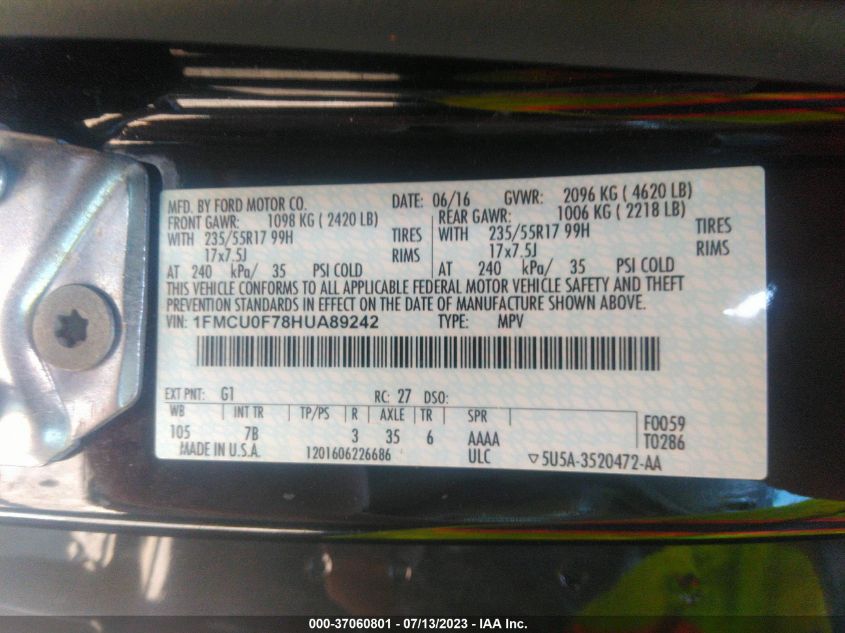 MFD. BY FORD MOTOR CO. DATE: 06/16 GVWR: 2096 KG ( 4620 LB)
FRONT GAWR: 1098 KG ( 2420 LB) REAR GAWR: 1006 KG ( 2218 LB)
WITH 235/55R17 99H TIRES WITH 235/55R17 99H TIRES
17x7.5J RIMS 17x7.5J RIMS
AT 240 kPa/ 35 PSI COLD AT 240 kPa/ 35 PSI COLD
THIS VEHICLE CONFORMS TO ALL APPLICABLE FEDERAL MOTOR VEHICLE SAFETY AND THEFT
PREVENTION STANDARDS IN EFFECT ON THE DATE OF MANUFACTURE SHOWN ABOVE.
VIN: 1FMCU0F78HUA89242 TYPE: MPV
EXT PNT: G1 RC: 27 DSO:
WB INT TR TP/PS R AXLE TR SPR F0059
105 7B 3 35 6 AAAA T0286
MADE IN U.S.A. 1201606226686 ULC ▽5U5A-3520472-AA
000-37060801 - 07/13/2023 - IAA Inc.